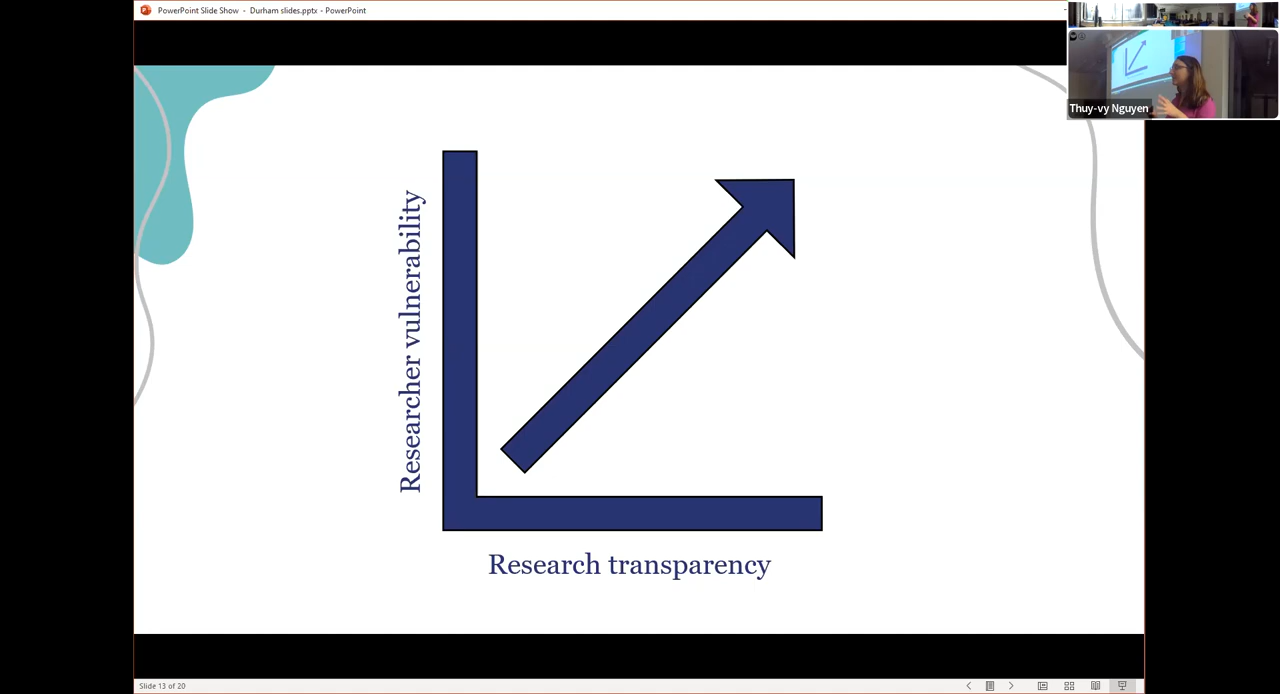 PowerPoint Slide Show - Durham slides.pptx - PowerPoint
Thuy-vy Nguyen
Researcher vulnerability
Research transparency
Slide 13 of 20